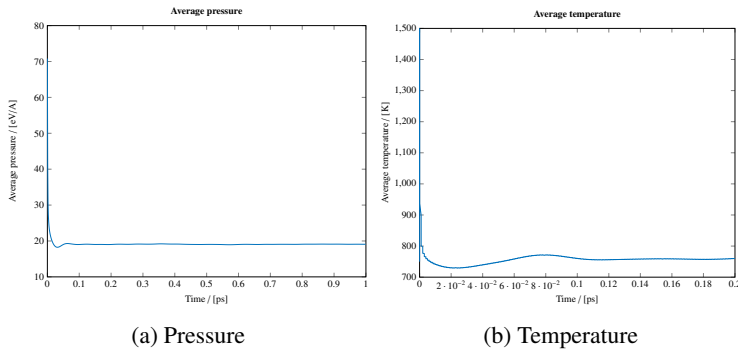 Average pressure
80
70
60
50
40
30
20
10
Average pressure / [eV/A]
0 0.1 0.2 0.3 0.4 0.5 0.6 0.7 0.8 0.9 1
Time / [ps]
(a) Pressure
Average temperature
1,500
1,400
1,300
1,200
1,100
1,000
900
800
700
Average temperature / [K]
0 2 · 10⁻² 4 · 10⁻² 6 · 10⁻² 8 · 10⁻² 0.1 0.12 0.14 0.16 0.18 0.2
Time / [ps]
(b) Temperature